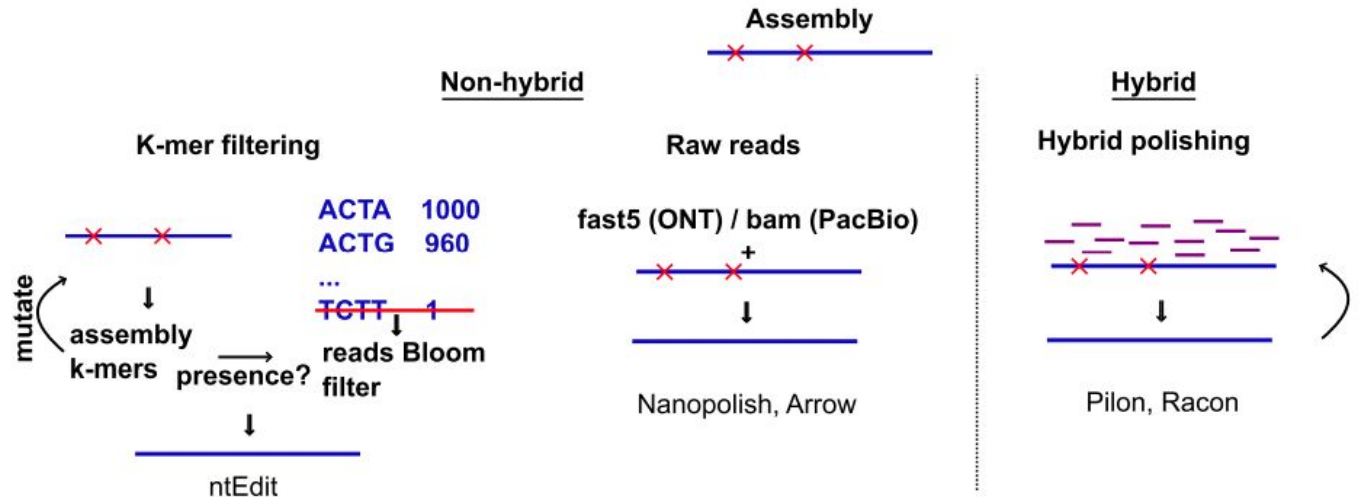 Assembly
Non-hybrid
Hybrid
K-mer filtering
Raw reads
Hybrid polishing
ACTA 1000
ACTG 960
...
TCTT 1
mutate
assembly
k-mers
presence?
reads Bloom
filter
ntEdit
fast5 (ONT) / bam (PacBio)
+
Nanopolish, Arrow
Pilon, Racon